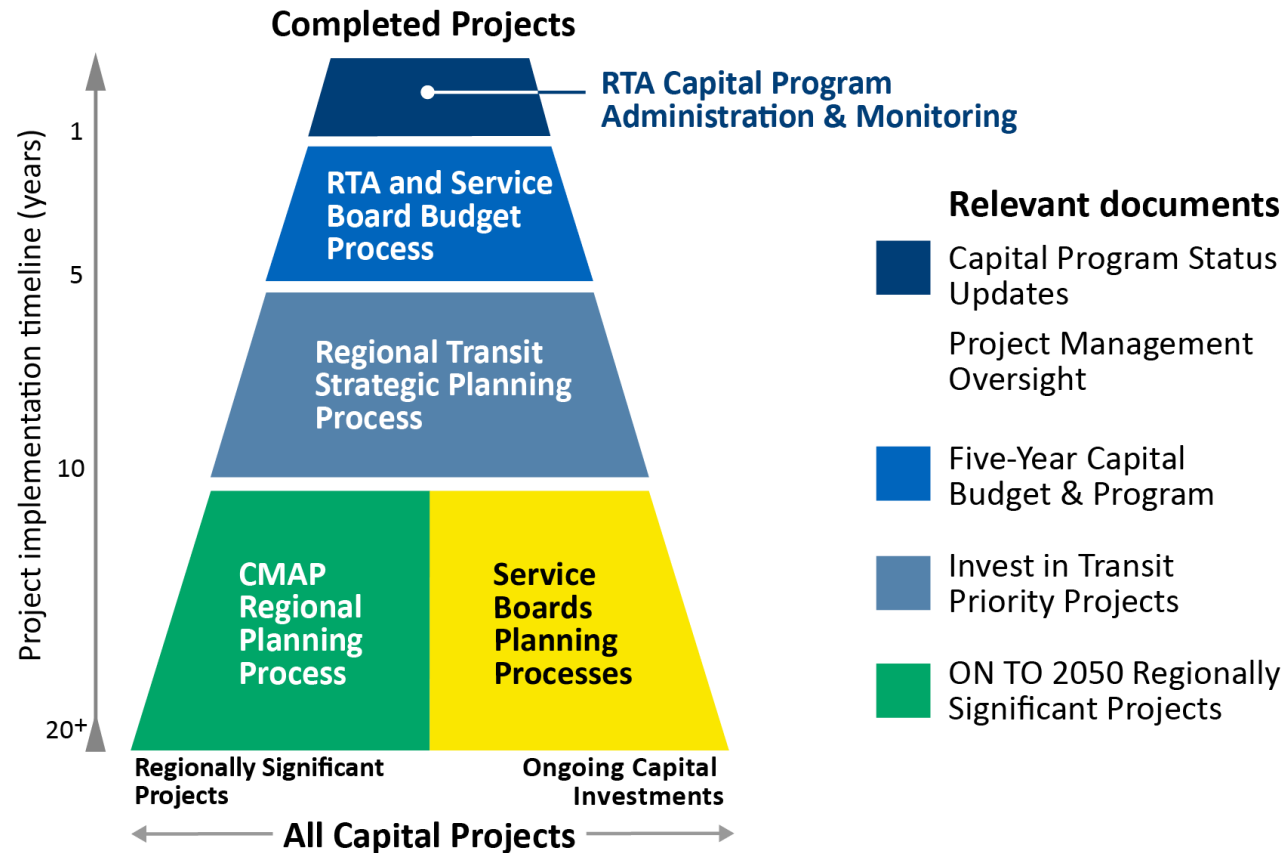 Completed Projects
RTA Capital Program
Administration & Monitoring
Project implementation timeline (years)
1
5
10
20+
RTA and Service
Board Budget
Process
Regional Transit
Strategic Planning
Process
CMAP
Regional
Planning
Process
Service
Boards
Planning
Processes
Regionally Significant
Projects
Ongoing Capital
Investments
All Capital Projects
Relevant documents
Capital Program Status
Updates
Project Management
Oversight
Five-Year Capital
Budget & Program
Invest in Transit
Priority Projects
ON TO 2050 Regionally
Significant Projects